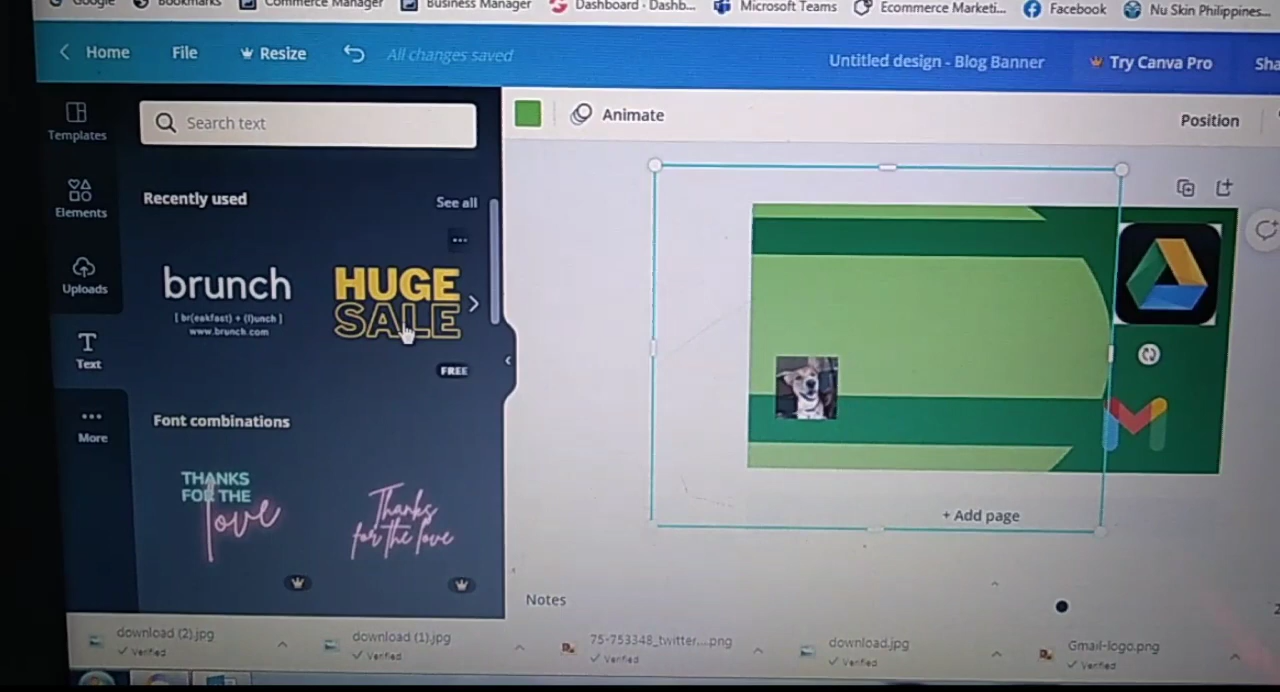 Google
Bookmarks
Commerce Manager
Business Manager
Dashboard - Dashb...
Microsoft Teams
Ecommerce Marketi...
Facebook
Nu Skin Philippines...
Home
File
Resize
All changes saved
Untitled design - Blog Banner
Try Canva Pro
Sha
Templates
Search text
Animate
Position
Elements
Recently used
See all
Uploads
brunch
[ br(eakfast) + (l)unch ]
www.brunch.com
HUGE
SALE
FREE
Text
More
Font combinations
THANKS
FOR THE
love
Thanks
for the love
+ Add page
Notes
download (2).jpg
Verified
download (1).jpg
Verified
75-753348_twitter....png
Verified
download.jpg
Verified
Gmail-logo.png
Verified